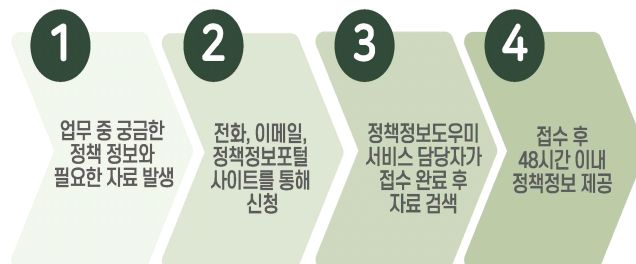 1
업무 중 궁금한
정책 정보와
필요한 자료 발생
2
전화, 이메일,
정책정보포털
사이트를 통해
신청
3
정책정보도우미
서비스 담당자가
접수 완료 후
자료 검색
4
접수 후
48시간 이내
정책정보 제공